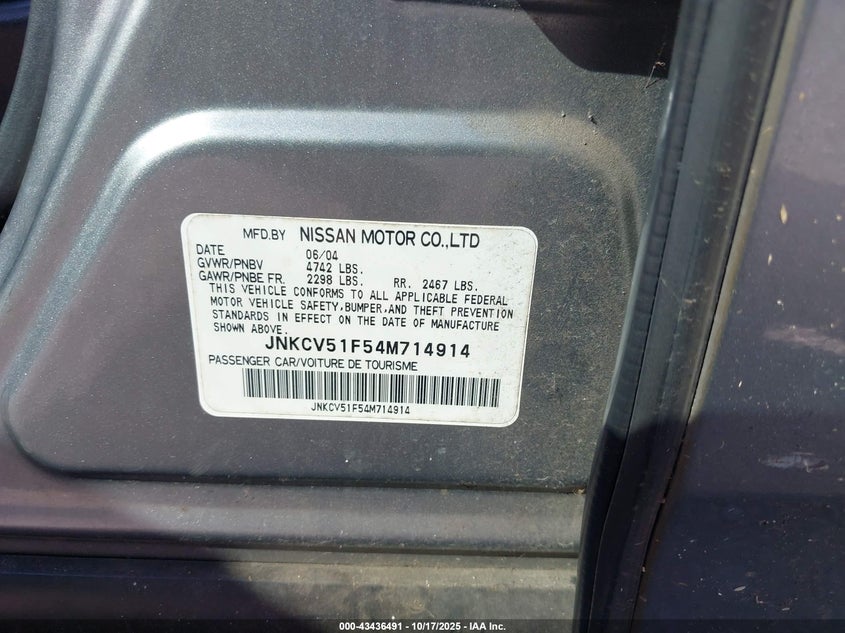 MFD.BY NISSAN MOTOR CO.,LTD
DATE 06/04
GVWR/PNBV 4742 LBS.
GAWR/PNBE FR. 2298 LBS. RR. 2467 LBS.
THIS VEHICLE CONFORMS TO ALL APPLICABLE FEDERAL
MOTOR VEHICLE SAFETY,BUMPER,AND THEFT PREVENTION
STANDARDS IN EFFECT ON THE DATE OF MANUFACTURE
SHOWN ABOVE.
JNKCV51F54M714914
PASSENGER CAR/VOITURE DE TOURISME
JNKCV51F54M714914
000-43436491 - 10/17/2025 - IAA Inc.